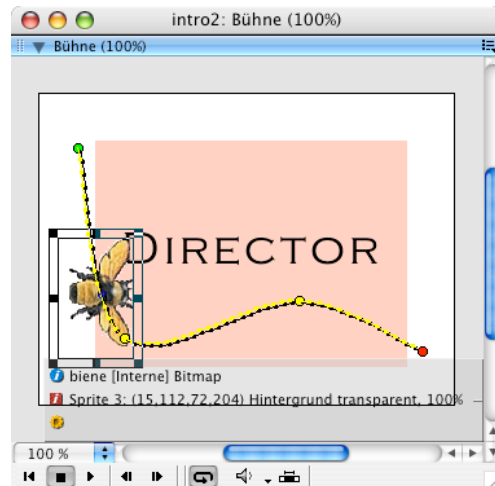 intro2: Bühne (100%)
Bühne (100%)
DIRECTOR
biene [Interne] Bitmap
Sprite 3: (15,112,72,204) Hintergrund transparent, 100%
100 %